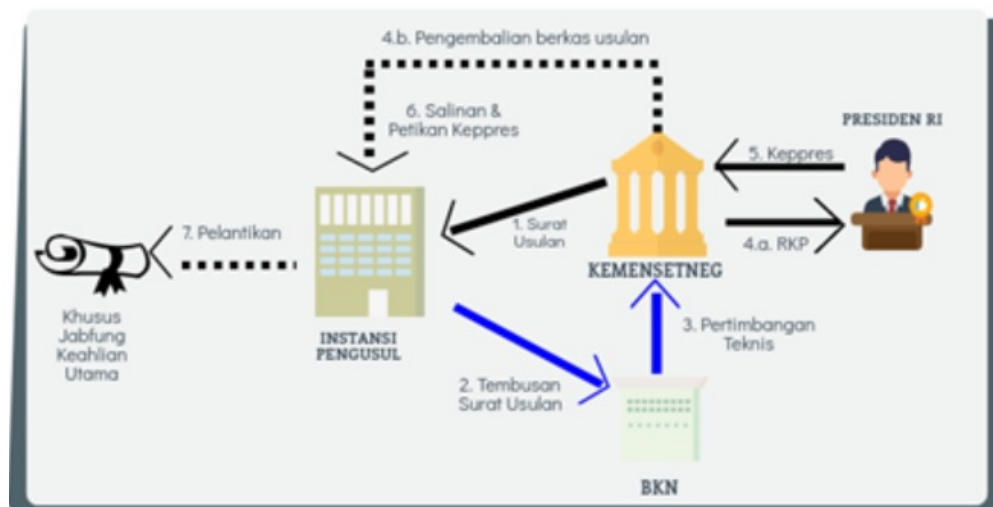 4.b. Pengembalian berkas usulan
6. Salinan &
Petikan Keppres
PRESIDEN RI
5. Keppres
7. Pelantikan
1. Surat
Usulan
4.a. RKP
KEMENSETNEG
Khusus
Jabfung
Keahlian
Utama
INSTANSI
PENGUSUL
3. Pertimbangan
Teknis
2. Tembusan
Surat Usulan
BKN